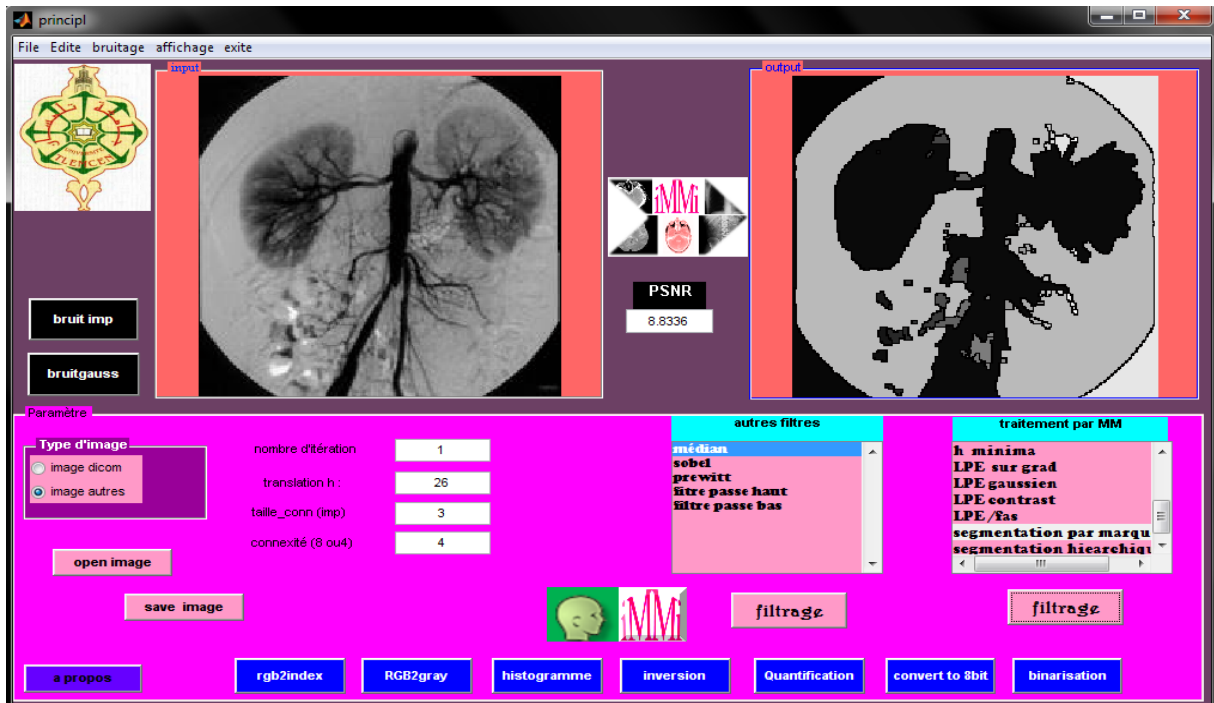 principl
File Edite bruitage affichage exite
input
output
UNIVERSITE
TLEMCEN
iMMi
PSNR
8.8336
bruit imp
bruitgauss
Paramètre
Type d'image
image dicom
image autres
nombre d'itération
1
translation h :
26
taille_conn (imp)
3
connexité (8 ou4)
4
autres filtres
médian
sobel
prewitt
fitre passe haut
filtre passe bas
traitement par MM
h minima
LPE sur grad
LPE gaussien
LPE contrast
LPE/fas
segmentation par marqu
segmentation hiearchiqu
open image
save image
iMMi
filtrage
filtrage
a propos
rgb2index
RGB2gray
histogramme
inversion
Quantification
convert to 8bit
binarisation